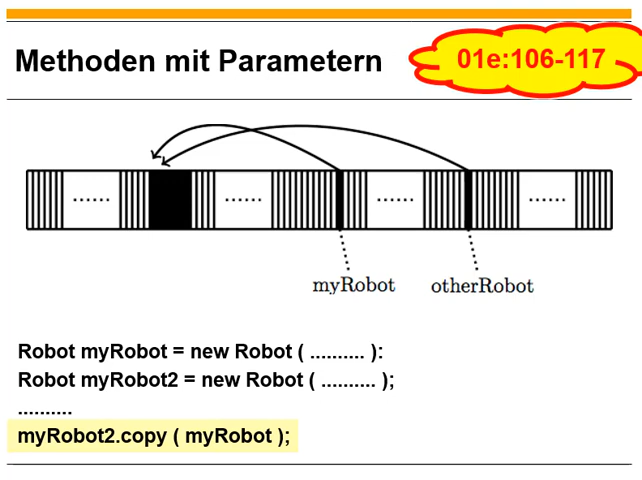 Methoden mit Parametern
01e:106-117
...... ...... ...... ......
myRobot otherRobot
Robot myRobot = new Robot ( .......... ):
Robot myRobot2 = new Robot ( .......... );
..........
myRobot2.copy ( myRobot );